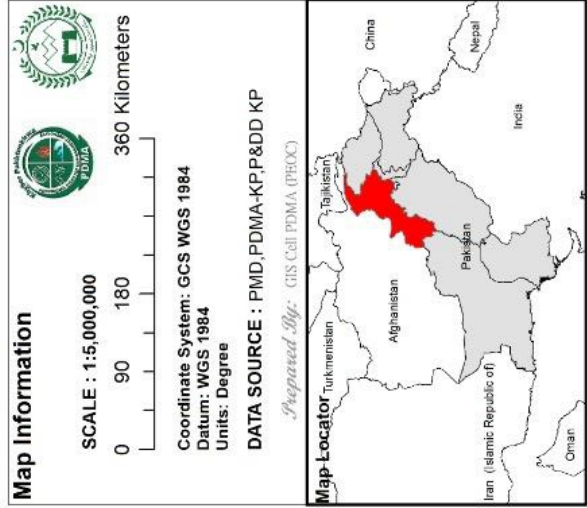 Map Information
SCALE : 1:5,000,000
0 90 180 360 Kilometers
Coordinate System: GCS WGS 1984
Datum: WGS 1984
Units: Degree
DATA SOURCE : PMD,PDMA-KP,P&DD KP
Prepared By: GIS Cell PDMA (PEOC)
PDMA
Map Locator
Turkmenistan
Tajikistan
China
Afghanistan
Nepal
Iran (Islamic Republic of)
Pakistan
India
Oman